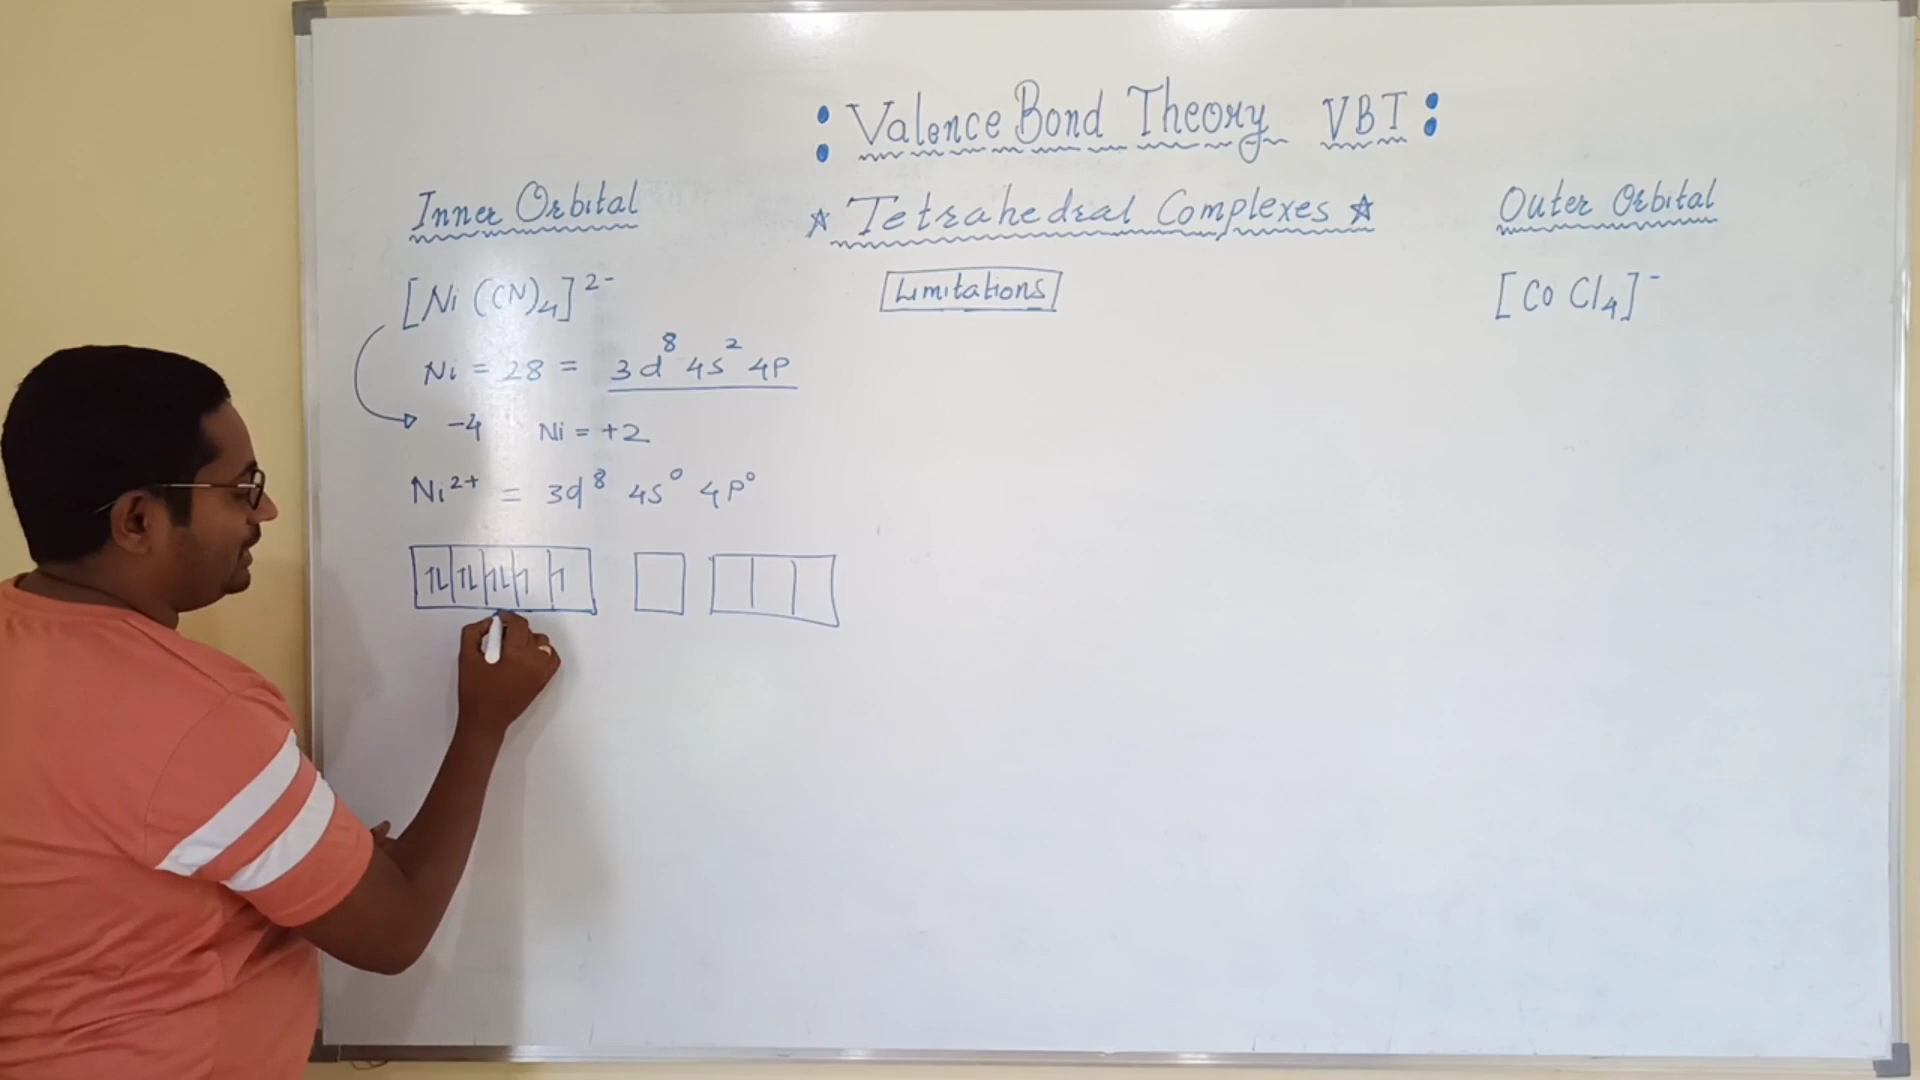 : Valence Bond Theory VBT :
Inner Orbital
☆ Tetrahedral Complexes ☆
Outer Orbital
[Ni (CN)₄]²⁻
Limitations
[Co Cl₄]⁻
Ni = 28 = 3d⁸ 4s² 4p
-4 Ni = +2
Ni²⁺ = 3d⁸ 4s⁰ 4p⁰